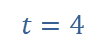 t = 4